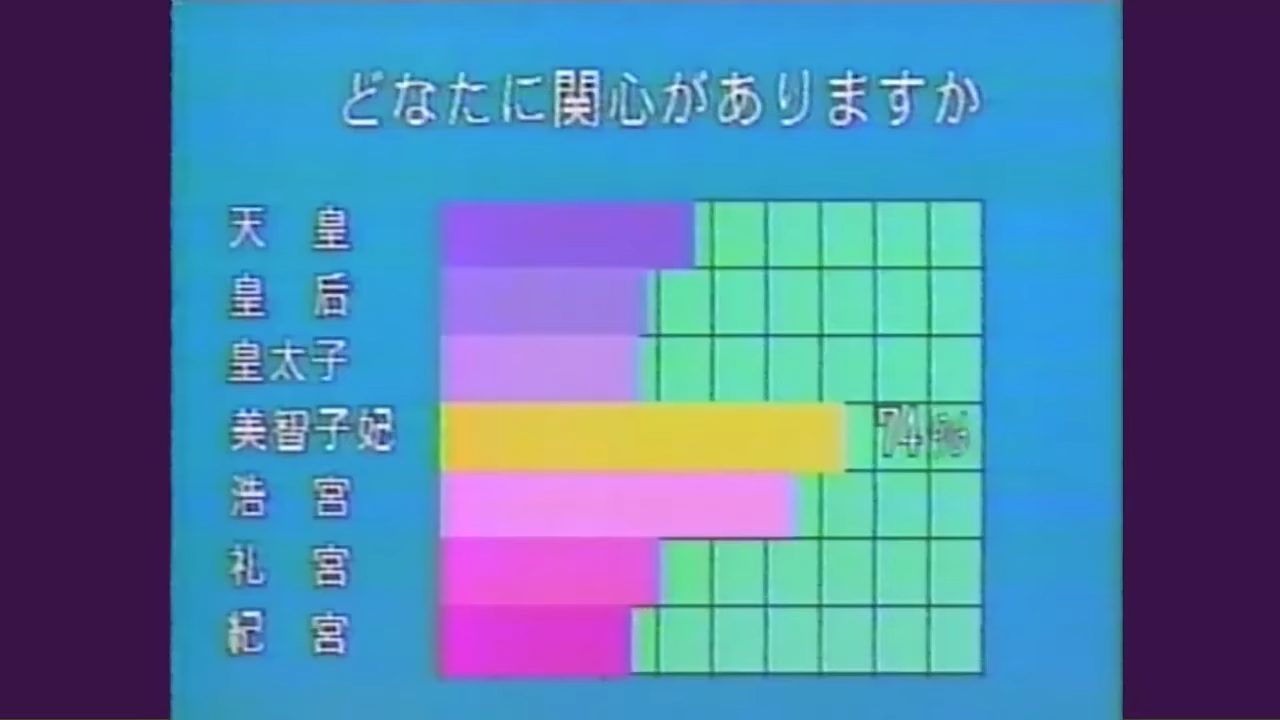 どなたに関心がありますか
天皇
皇后
皇太子
美智子妃
74%
浩宮
礼宮
紀宮